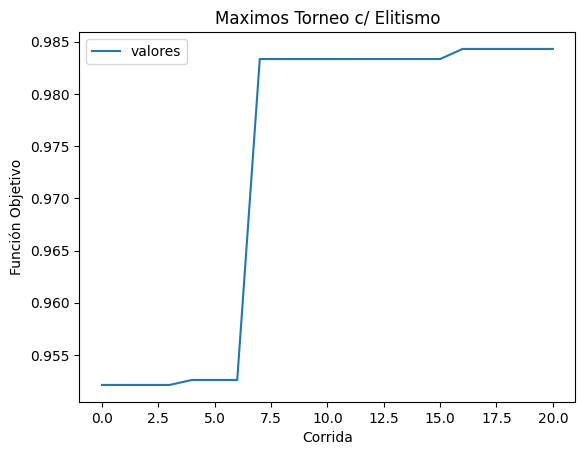 Maximos Torneo c/ Elitismo
valores
Función Objetivo
0.985
0.980
0.975
0.970
0.965
0.960
0.955
0.0 2.5 5.0 7.5 10.0 12.5 15.0 17.5 20.0
Corrida